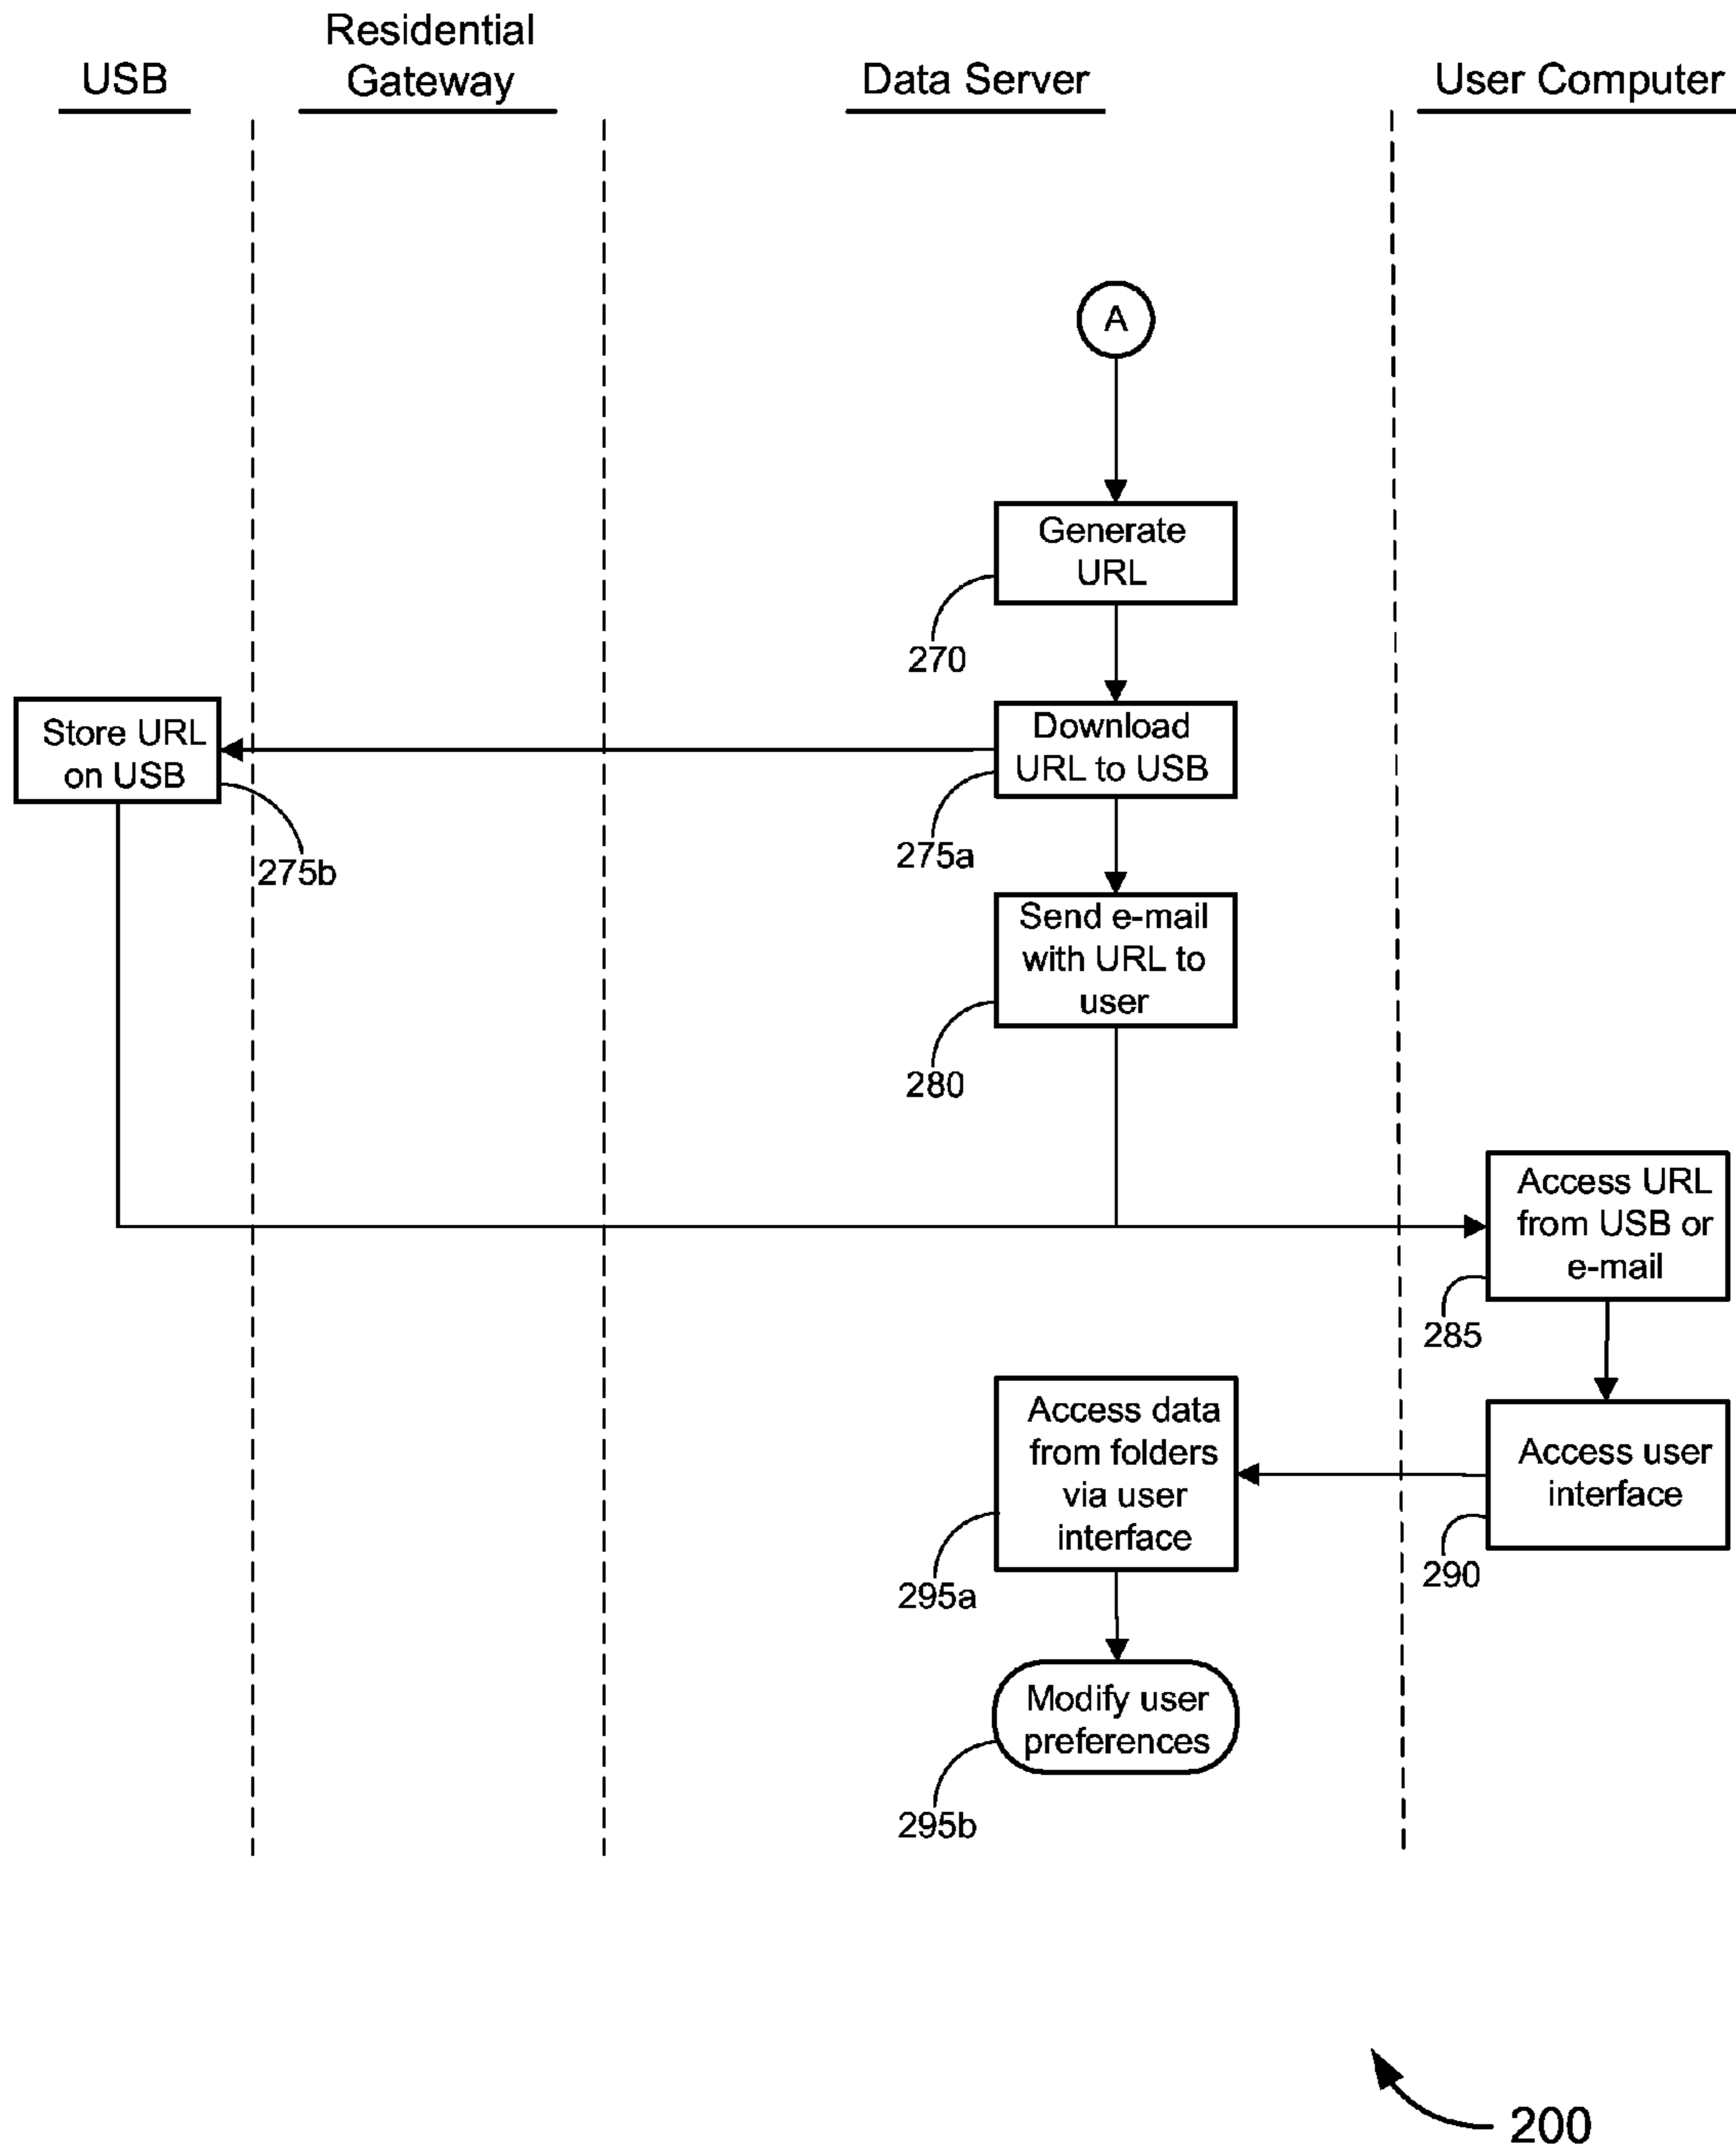 USB
Residential
Gateway
Data Server
User Computer
A
Generate
URL
270
Store URL
on USB
275b
Download
URL to USB
275a
Send e-mail
with URL to
user
280
Access URL
from USB or
e-mail
285
Access user
interface
290
Access data
from folders
via user
interface
295a
Modify user
preferences
295b
200